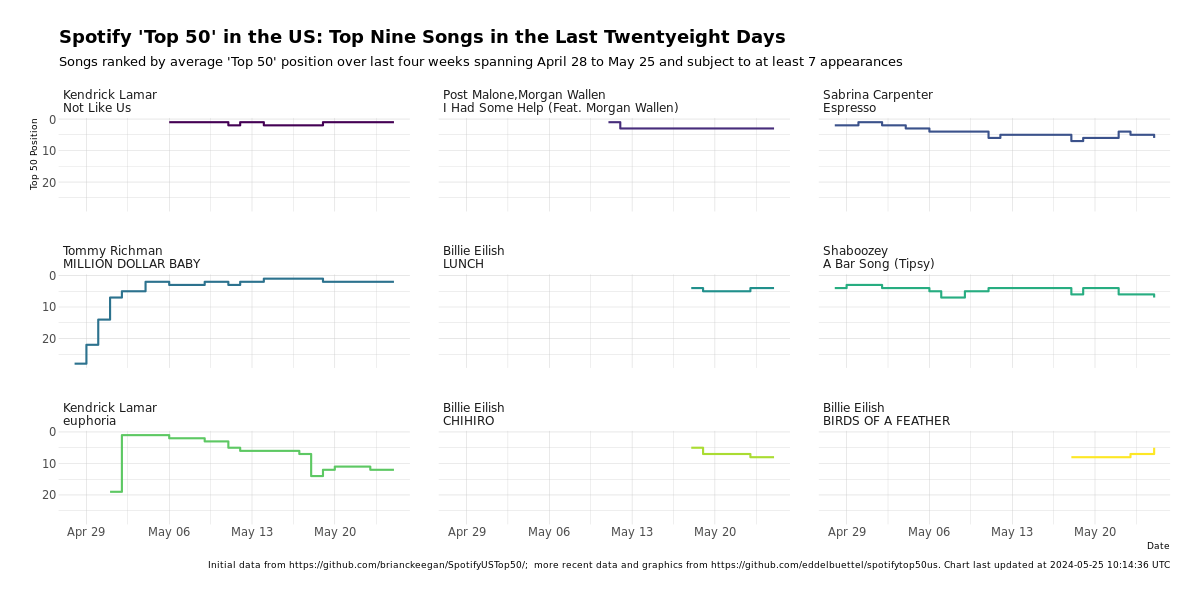 Spotify 'Top 50' in the US: Top Nine Songs in the Last Twentyeight Days
Songs ranked by average 'Top 50' position over last four weeks spanning April 28 to May 25 and subject to at least 7 appearances
Kendrick Lamar
Not Like Us
Post Malone,Morgan Wallen
I Had Some Help (Feat. Morgan Wallen)
Sabrina Carpenter
Espresso
Top 50 Position
0
10
20
Tommy Richman
MILLION DOLLAR BABY
Billie Eilish
LUNCH
Shaboozey
A Bar Song (Tipsy)
0
10
20
Kendrick Lamar
euphoria
Billie Eilish
CHIHIRO
Billie Eilish
BIRDS OF A FEATHER
0
10
20
Apr 29 May 06 May 13 May 20
Apr 29 May 06 May 13 May 20
Apr 29 May 06 May 13 May 20
Date
Initial data from https://github.com/brianckeegan/SpotifyUSTop50/; more recent data and graphics from https://github.com/eddelbuettel/spotifytop50us. Chart last updated at 2024-05-25 10:14:36 UTC